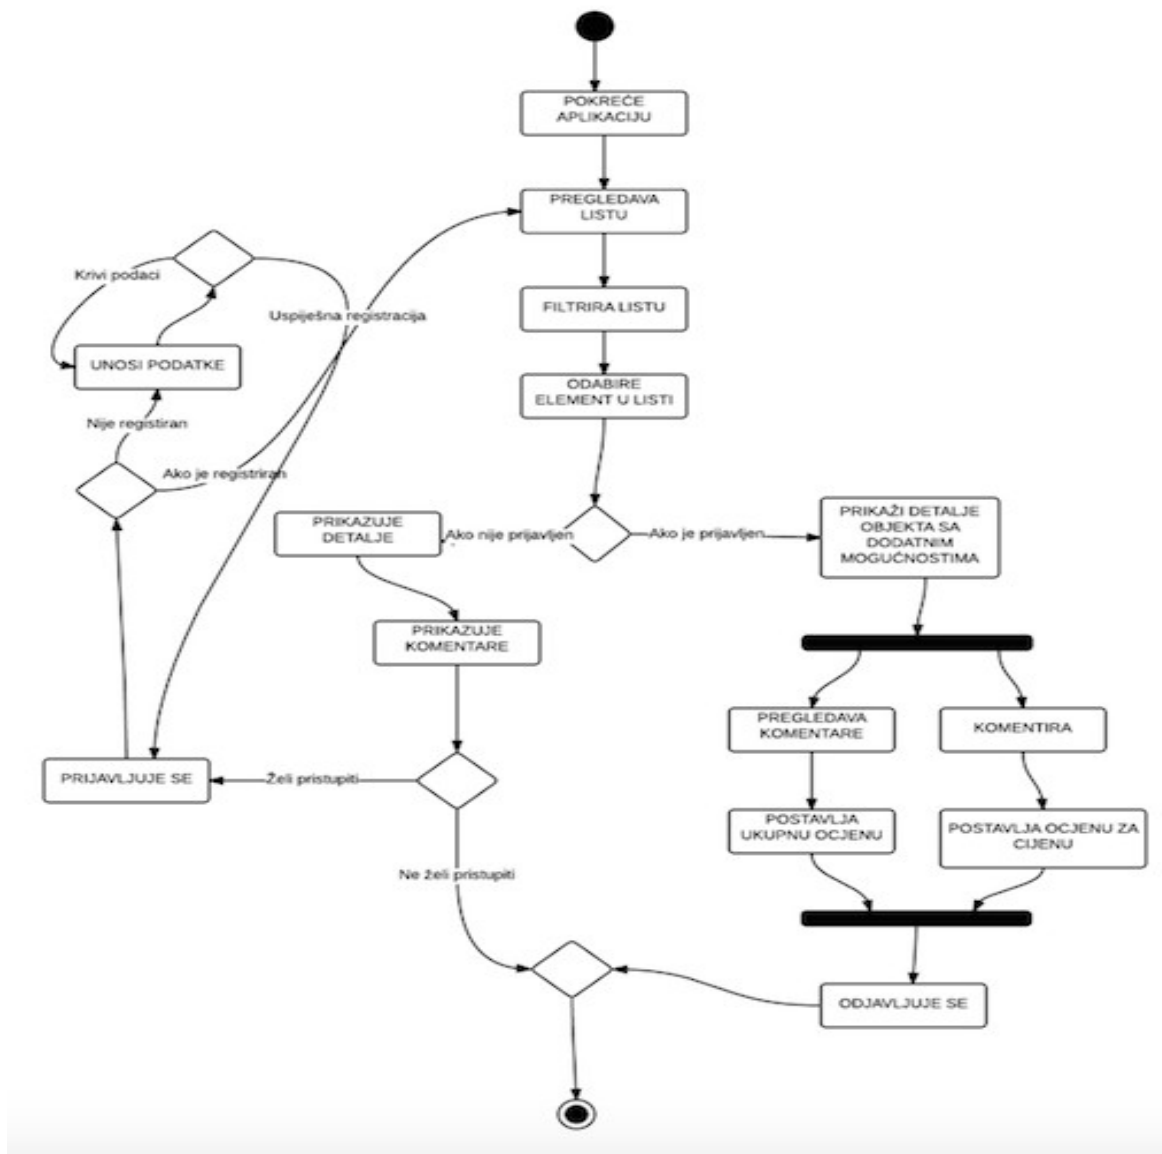 POKREĆE
APLIKACIJU
PREGLEDAVA
LISTU
Krivi podaci
FILTRIRA LISTU
Uspiješna registracija
UNOSI PODATKE
ODABIRE
ELEMENT U LISTI
Nije registiran
Ako je registriran
PRIKAZUJE
DETALJE
Ako nije prijavljen
Ako je prijavljen
PRIKAŽI DETALJE
OBJEKTA SA
DODATNIM
MOGUĆNOSTIMA
PRIKAZUJE
KOMENTARE
PREGLEDAVA
KOMENTARE
KOMENTIRA
PRIJAVLJUJE SE
Želi pristupiti
POSTAVLJA
UKUPNU OCJENU
POSTAVLJA OCJENU ZA
CIJENU
Ne želi pristupiti
ODJAVLJUJE SE